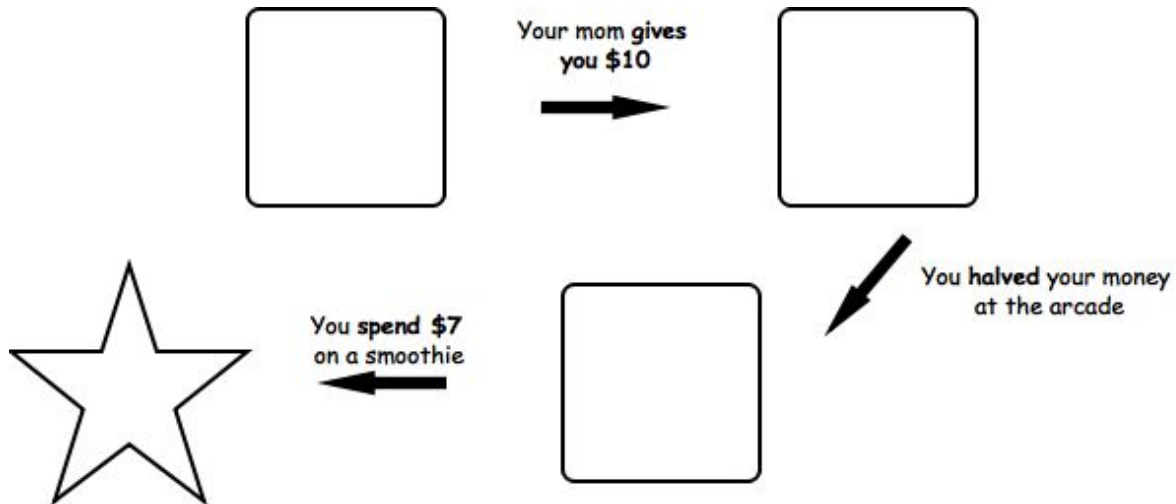 Your mom gives
you $10
You halved your money
at the arcade
You spend $7
on a smoothie